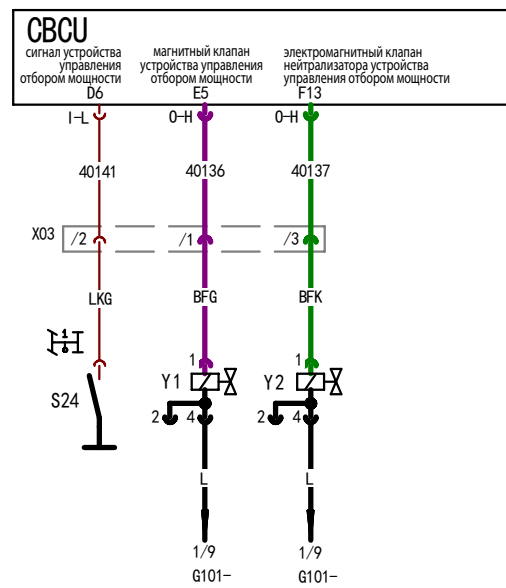 CBCU
сигнал устройства
управления
отбором мощности
D6
магнитный клапан
устройства управления
отбором мощности
E5
электромагнитный клапан
нейтрализатора устройства
управления отбором мощности
F13
I-L
O-H
O-H
40141
40136
40137
X03
/2
/1
/3
LKG
BFG
BFK
1
1
1
S24
Y1
Y2
2
4
2
4
L
L
1/9
1/9
G101-
G101-